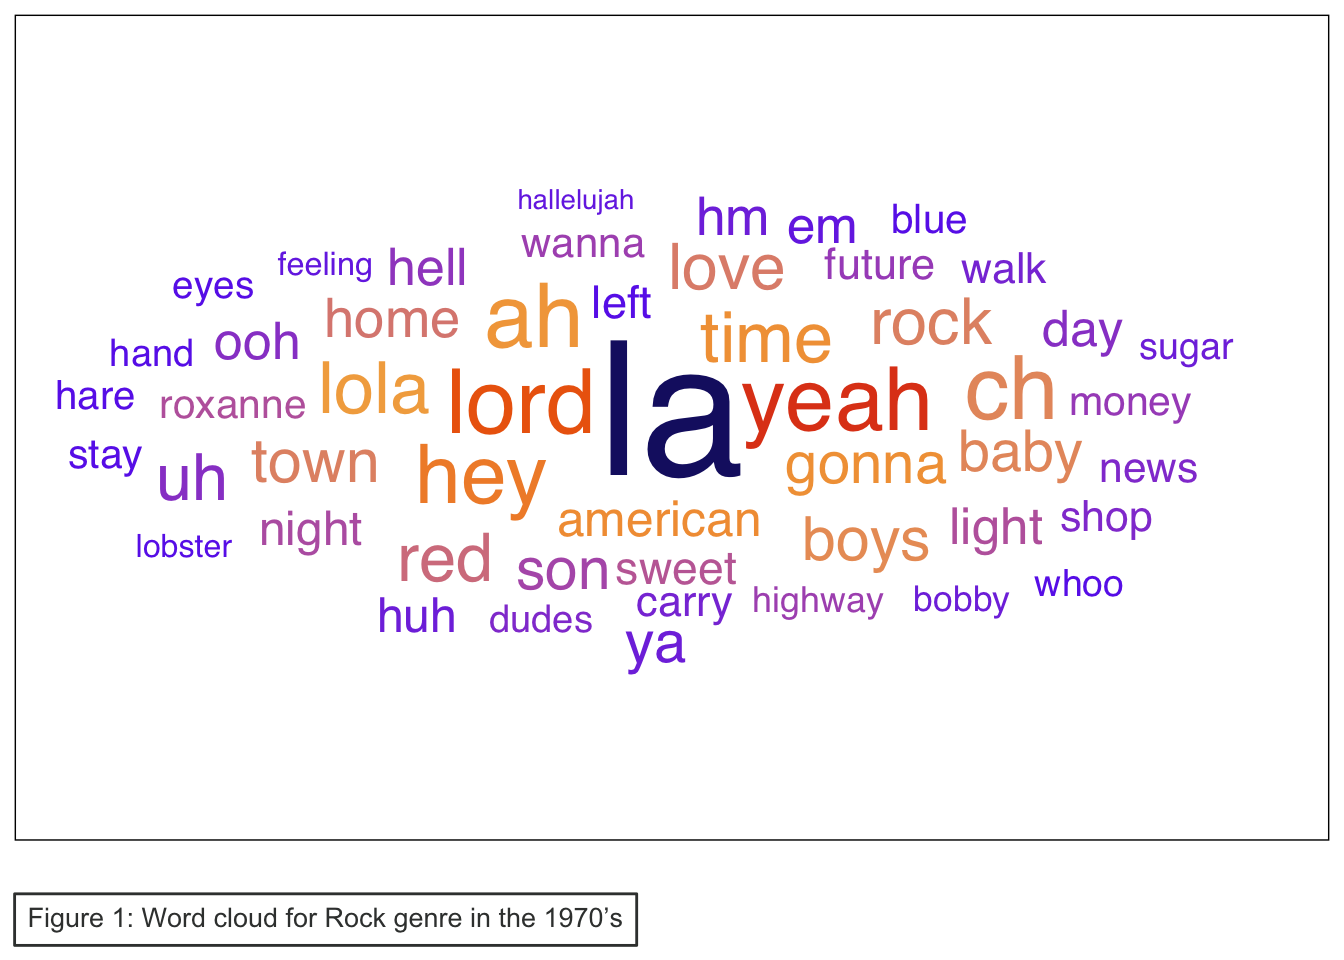 hallelujah
hm em blue
wanna
feeling hell love future walk
eyes
ah left
home time rock day
ooh sugar
hand
lola lord la yeah ch money
hare roxanne
stay town hey gonna baby news
uh
american light shop
lobster night boys
red son sweet
carry highway bobby whoo
huh dudes
ya
Figure 1: Word cloud for Rock genre in the 1970’s